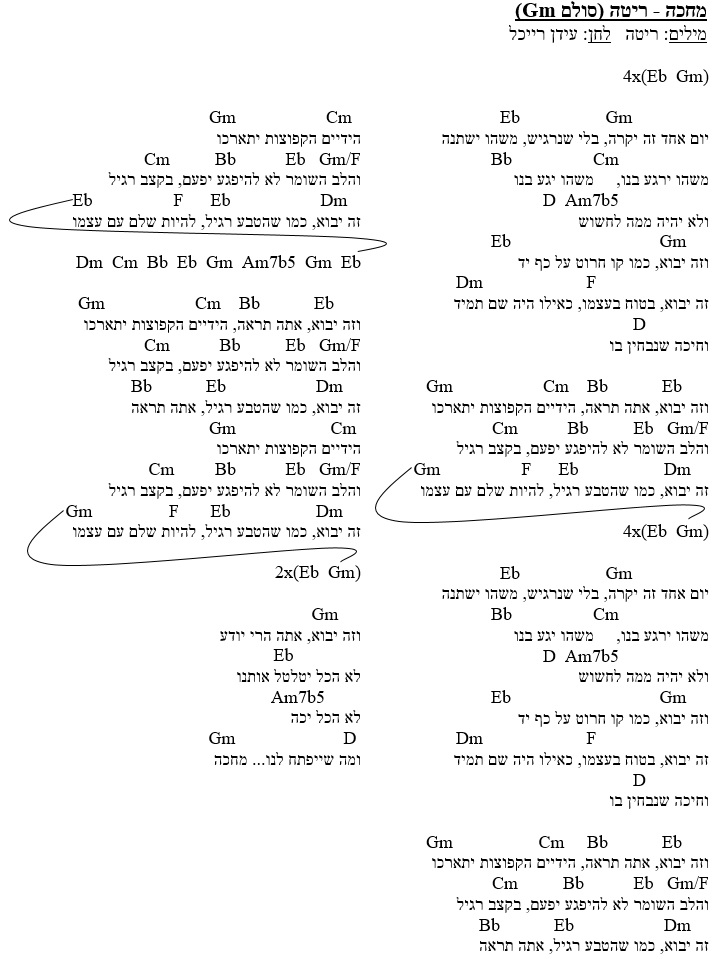 מחכה - ריטה (סולם Gm)
מילים: ריטה לחן: עידן רייכל
4x(Eb Gm)
Eb Gm
יום אחד זה יקרה, בלי שנרגיש, משהו ישתנה
Bb Cm
משהו ירגע בנו, משהו יגע בנו
D Am7b5
ולא יהיה ממה לחשוש
Eb Gm
וזה יבוא, כמו קו חרוט על כף יד
Dm F
זה יבוא, בטוח בעצמו, כאילו היה שם תמיד
D
וחיכה שנבחין בו
Gm Cm Bb Eb
וזה יבוא, אתה תראה, הידיים הקפוצות יתארכו
Cm Bb Eb Gm/F
והלב השומר לא להיפגע יפעם, בקצב רגיל
Gm F Eb Dm
זה יבוא, כמו שהטבע רגיל, להיות שלם עם עצמו
4x(Eb Gm)
Eb Gm
יום אחד זה יקרה, בלי שנרגיש, משהו ישתנה
Bb Cm
משהו ירגע בנו, משהו יגע בנו
D Am7b5
ולא יהיה ממה לחשוש
Eb Gm
וזה יבוא, כמו קו חרוט על כף יד
Dm F
זה יבוא, בטוח בעצמו, כאילו היה שם תמיד
D
וחיכה שנבחין בו
Gm Cm Bb Eb
וזה יבוא, אתה תראה, הידיים הקפוצות יתארכו
Cm Bb Eb Gm/F
והלב השומר לא להיפגע יפעם, בקצב רגיל
Bb Eb Dm
זה יבוא, כמו שהטבע רגיל, אתה תראה
Gm Cm
הידיים הקפוצות יתארכו
Cm Bb Eb Gm/F
והלב השומר לא להיפגע יפעם, בקצב רגיל
Eb F Eb Dm
זה יבוא, כמו שהטבע רגיל, להיות שלם עם עצמו
Dm Cm Bb Eb Gm Am7b5 Gm Eb
Gm Cm Bb Eb
וזה יבוא, אתה תראה, הידיים הקפוצות יתארכו
Cm Bb Eb Gm/F
והלב השומר לא להיפגע יפעם, בקצב רגיל
Bb Eb Dm
זה יבוא, כמו שהטבע רגיל, אתה תראה
Gm Cm
הידיים הקפוצות יתארכו
Cm Bb Eb Gm/F
והלב השומר לא להיפגע יפעם, בקצב רגיל
Gm F Eb Dm
זה יבוא, כמו שהטבע רגיל, להיות שלם עם עצמו
2x(Eb Gm)
Gm
וזה יבוא, אתה הרי יודע
Eb
לא הכל יטלטל אותנו
Am7b5
לא הכל יכה
Gm D
ומה שייפתח לנו... מחכה